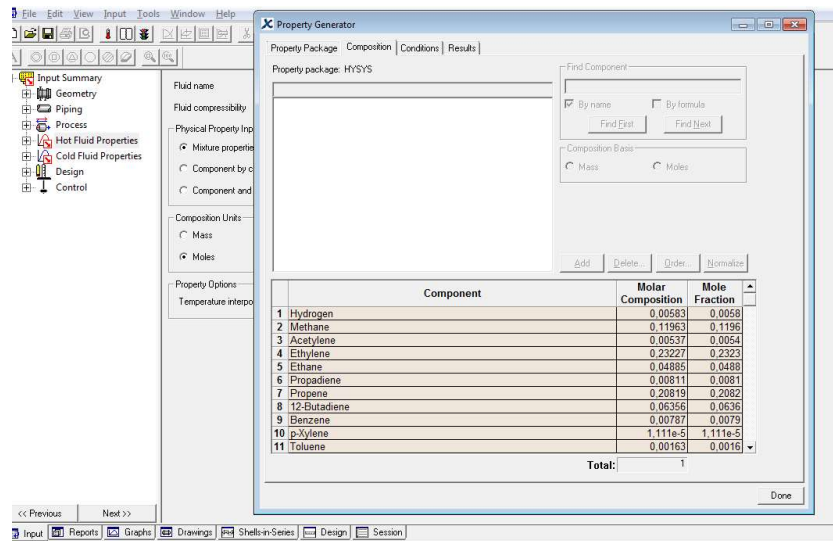 File Edit View Input Tools Window Help
Property Generator
Property Package Composition Conditions Results
Property package: HYSYS
Find Component
By name By formula
Find First Find Next
Composition Basis
Mass Moles
Add Delete... Order... Normalize
Input Summary
Geometry
Piping
Process
Hot Fluid Properties
Cold Fluid Properties
Design
Control
Fluid name
Fluid compressibility
Physical Property Inp
Mixture propertie
Component by c
Component and
Composition Units
Mass
Moles
Property Options
Temperature interpo
Component Molar Composition Mole Fraction
1 Hydrogen 0,00583 0,0058
2 Methane 0,11963 0,1196
3 Acetylene 0,00537 0,0054
4 Ethylene 0,23227 0,2323
5 Ethane 0,04885 0,0488
6 Propadiene 0,00811 0,0081
7 Propene 0,20819 0,2082
8 12-Butadiene 0,06356 0,0636
9 Benzene 0,00787 0,0079
10 p-Xylene 1,111e-5 1,111e-5
11 Toluene 0,00163 0,0016
Total: 1
Done
<< Previous Next >>
Input Reports Graphs Drawings Shells-in-Series Design Session